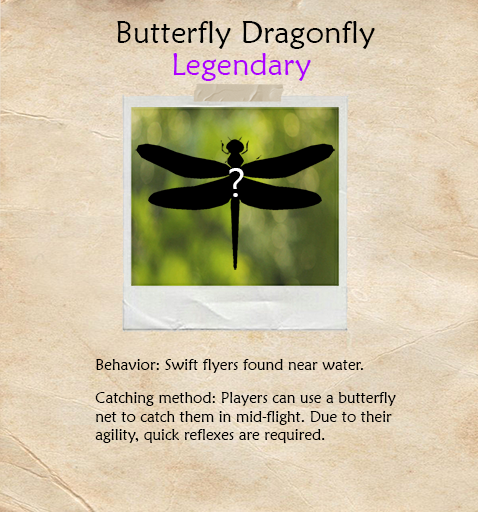 Butterfly Dragonfly
Legendary
?
Behavior: Swift flyers found near water.
Catching method: Players can use a butterfly
net to catch them in mid-flight. Due to their
agility, quick reflexes are required.